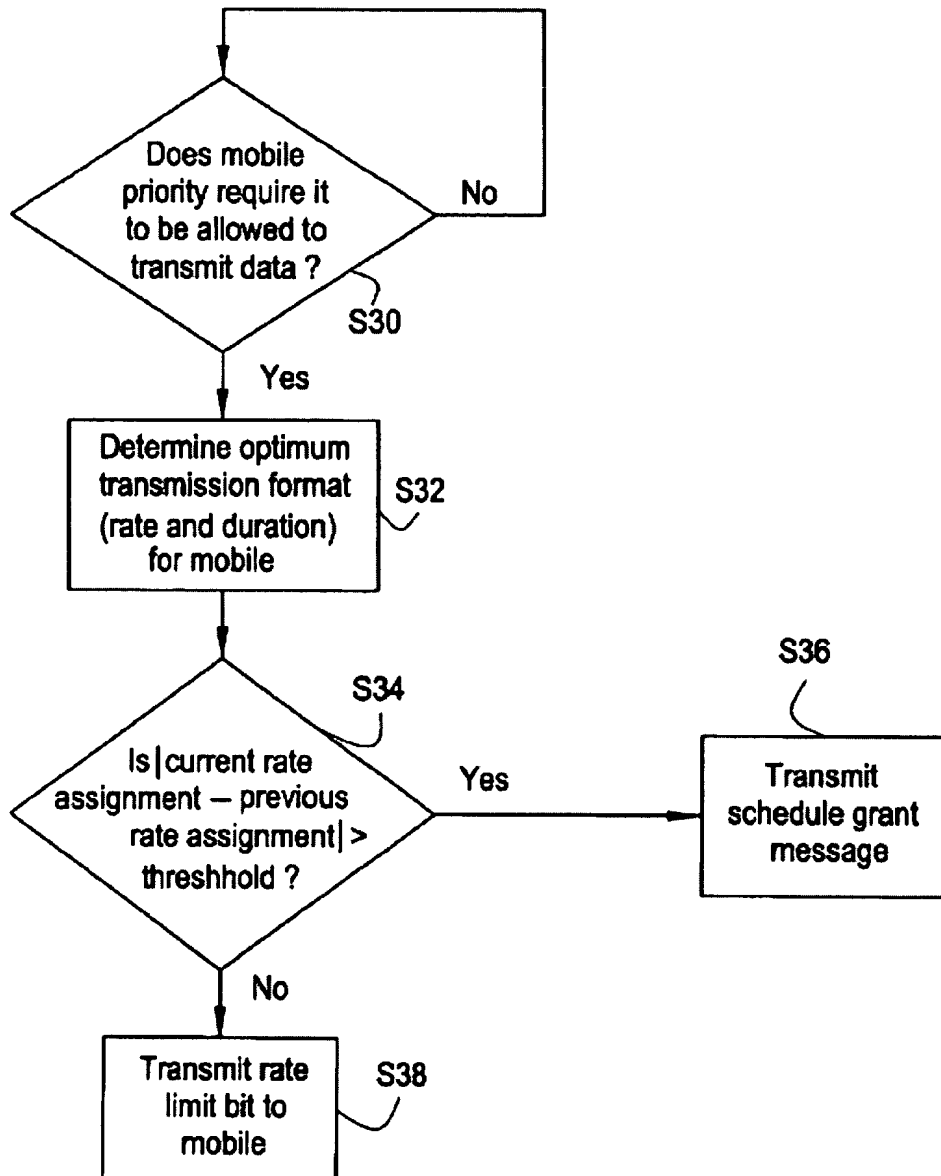 Does mobile
priority require it
to be allowed to
transmit data ?
No
S30
Yes
Determine optimum
transmission format
(rate and duration)
for mobile
S32
S34
Is|current rate
assignment – previous
rate assignment| >
threshhold ?
Yes
S36
Transmit
schedule grant
message
No
Transmit rate
limit bit to
mobile
S38